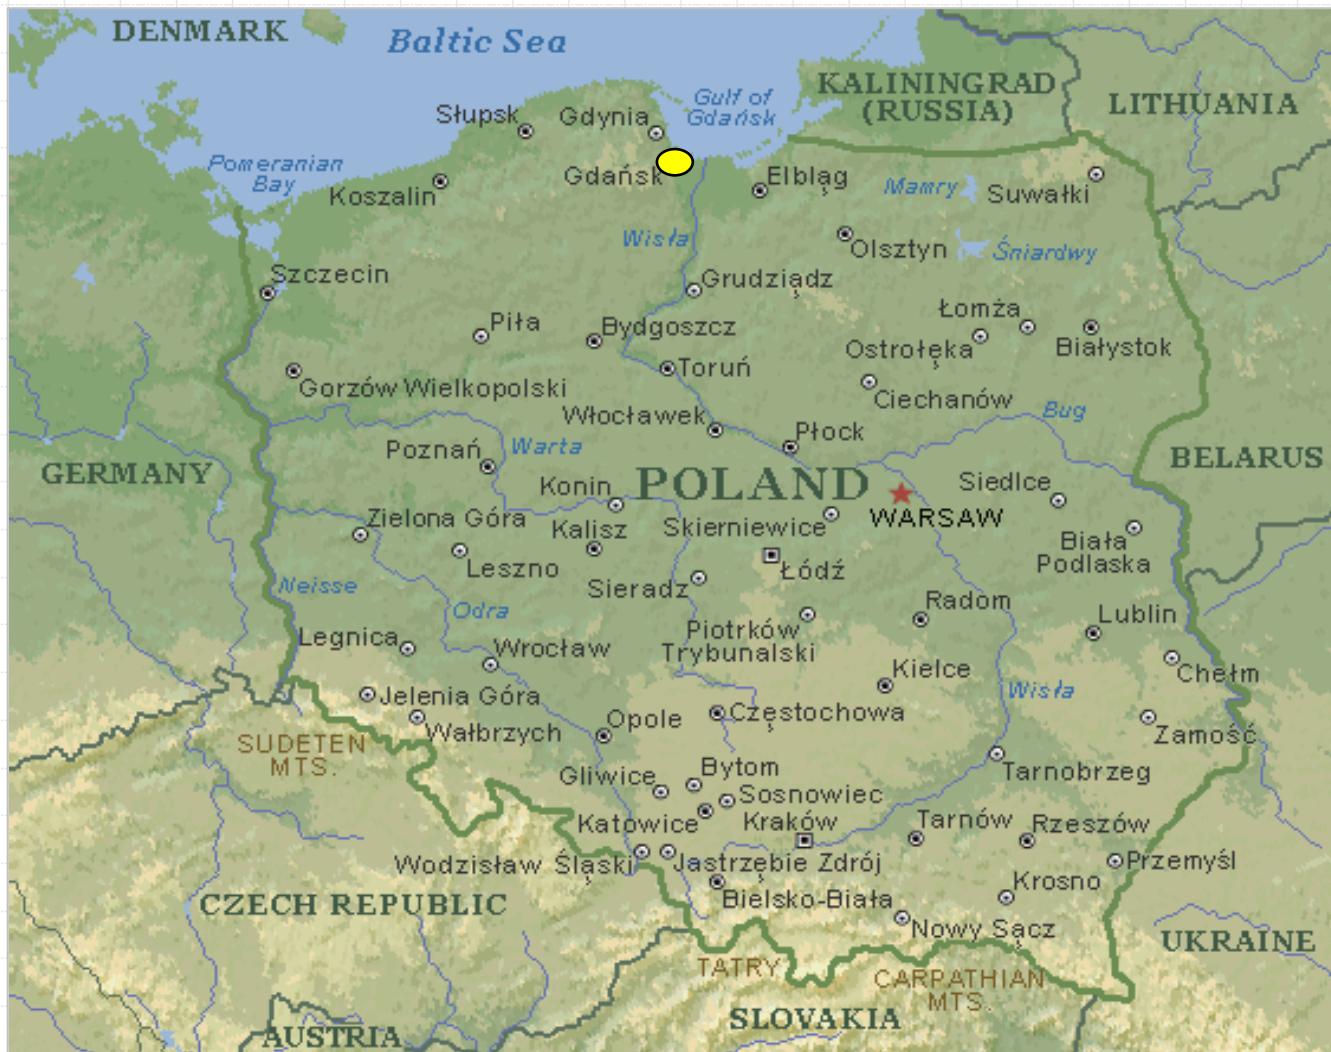 DENMARK
Baltic Sea
KALININGRAD
(RUSSIA)
LITHUANIA
Gulf of
Gdańsk
Słupsk
Gdynia
Pomeranian
Bay
Koszalin
Gdańsk
Elbląg
Mamry
Suwałki
Wisła
Olsztyn
Śniardwy
Szczecin
Grudziądz
Łomża
Piła
Bydgoszcz
Ostrołęka
Białystok
Toruń
Gorzów Wielkopolski
Ciechanów
Włocławek
Bug
Płock
Poznań
Warta
GERMANY
POLAND
BELARUS
Konin
Siedlce
Zielona Góra
Kalisz
Skierniewice
WARSAW
Biała
Podlaska
Leszno
Łódź
Neisse
Sieradz
Odra
Radom
Lublin
Legnica
Wrocław
Piotrków
Trybunalski
Kielce
Chełm
Jelenia Góra
Wisła
Opole
Częstochowa
Wałbrzych
Zamość
SUDETEN
MTS.
Gliwice
Bytom
Tarnobrzeg
Sosnowiec
Katowice
Kraków
Tarnów
Rzeszów
Wodzisław Śląski
Jastrzębie Zdrój
Przemyśl
Krosno
Bielsko-Biała
CZECH REPUBLIC
Nowy Sącz
UKRAINE
TATRY
CARPATHIAN
MTS.
SLOVAKIA
AUSTRIA